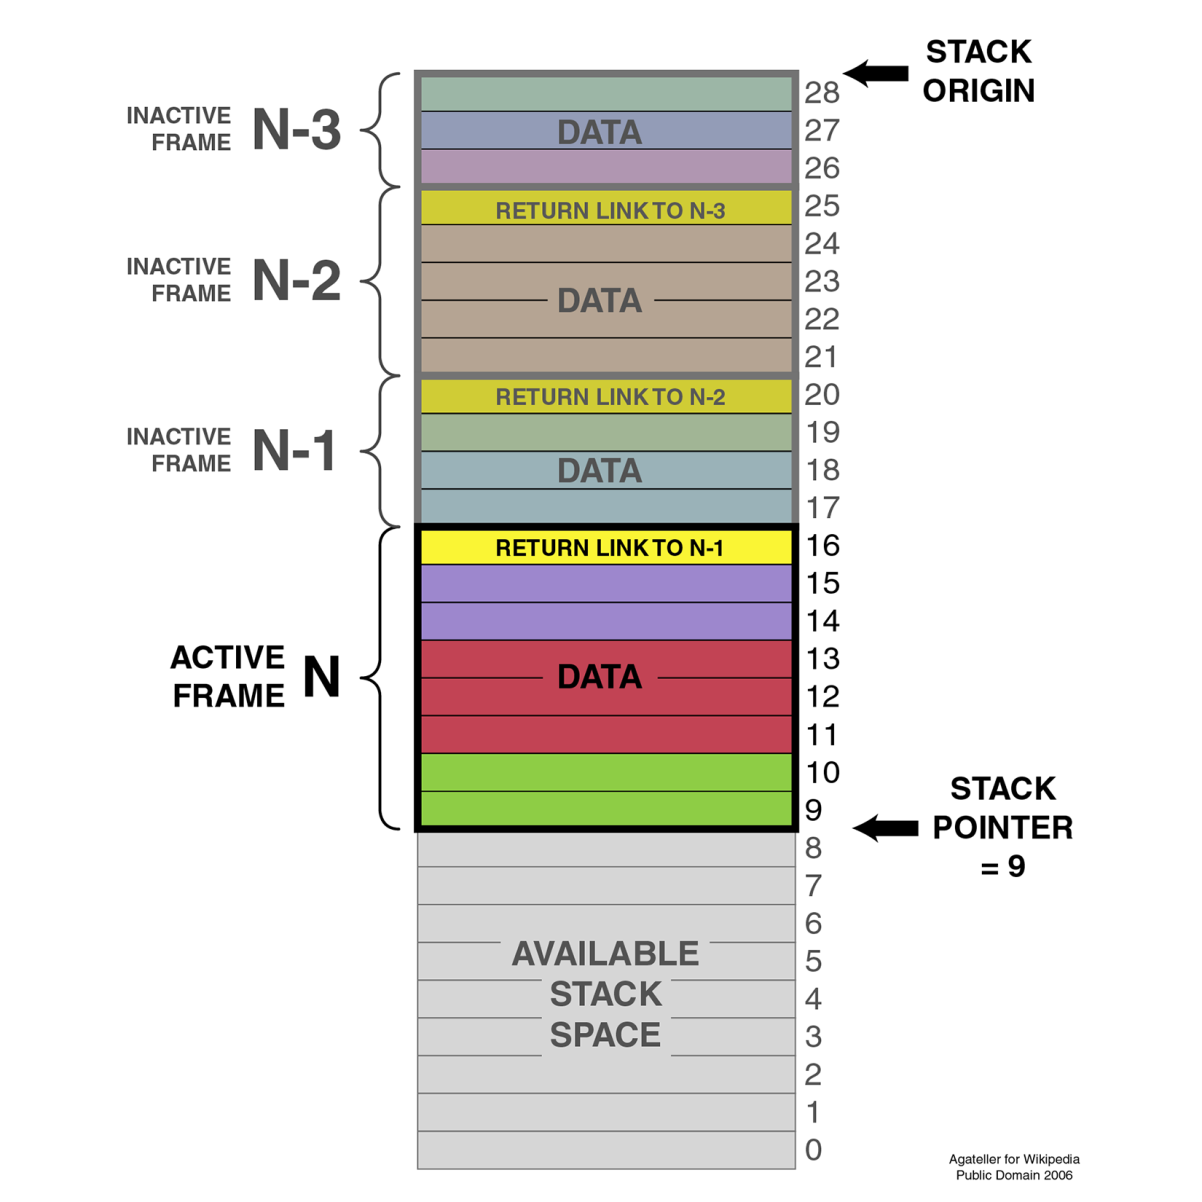 STACK
ORIGIN
INACTIVE
FRAME
N-3
DATA
28
27
26
INACTIVE
FRAME
N-2
RETURN LINK TO N-3
DATA
25
24
23
22
21
INACTIVE
FRAME
N-1
RETURN LINK TO N-2
DATA
20
19
18
17
ACTIVE
FRAME
N
RETURN LINK TO N-1
DATA
16
15
14
13
12
11
10
9
STACK
POINTER
= 9
AVAILABLE
STACK
SPACE
8
7
6
5
4
3
2
1
0
Agateller for Wikipedia
Public Domain 2006